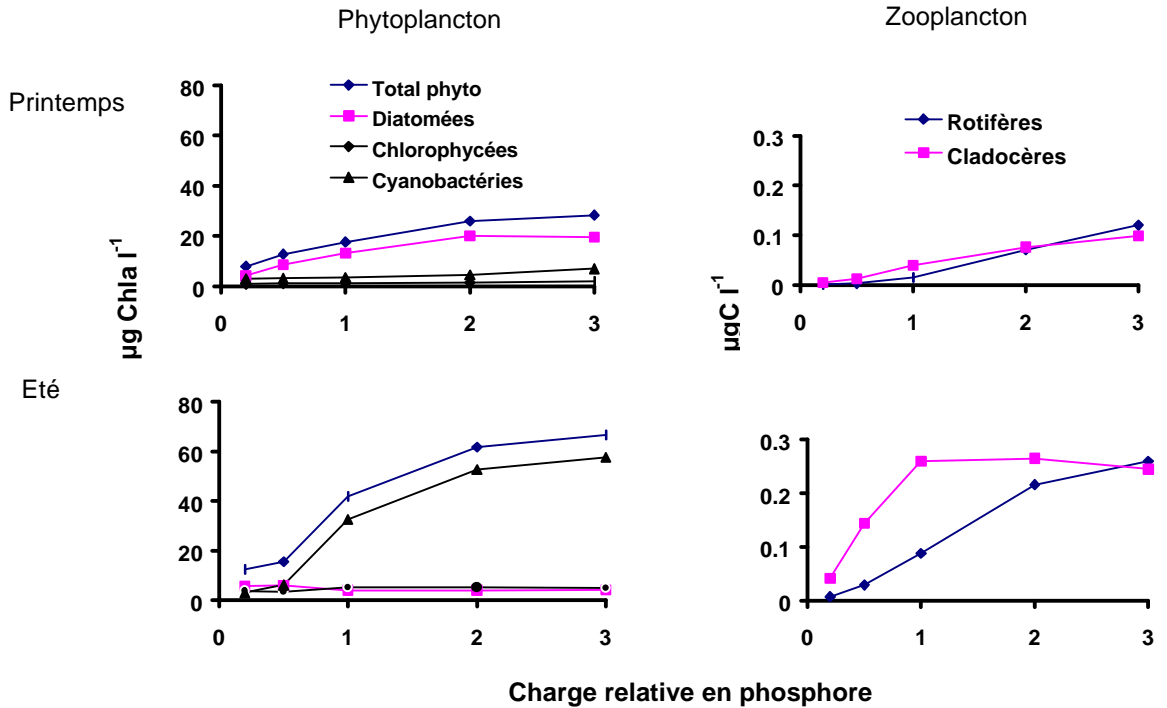 Phytoplancton
Zooplancton
Printemps
80
60
40
20
0
0 1 2 3
Total phyto
Diatomées
Chlorophycées
Cyanobactéries
0.3
0.2
0.1
0
0 1 2 3
Rotifères
Cladocères
µg Chla l-1
µgC l-1
Eté
80
60
40
20
0
0 1 2 3
0.3
0.2
0.1
0
0 1 2 3
Charge relative en phosphore